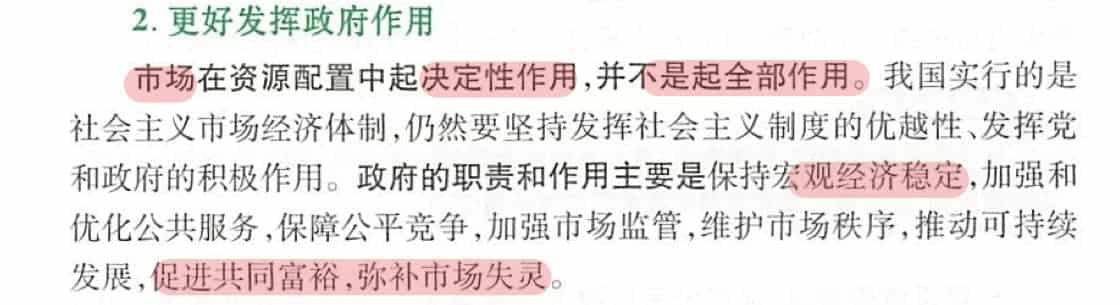 2. 更好发挥政府作用
市场在资源配置中起决定性作用,并不是起全部作用。我国实行的是
社会主义市场经济体制,仍然要坚持发挥社会主义制度的优越性、发挥党
和政府的积极作用。政府的职责和作用主要是保持宏观经济稳定,加强和
优化公共服务,保障公平竞争,加强市场监管,维护市场秩序,推动可持续
发展,促进共同富裕,弥补市场失灵。